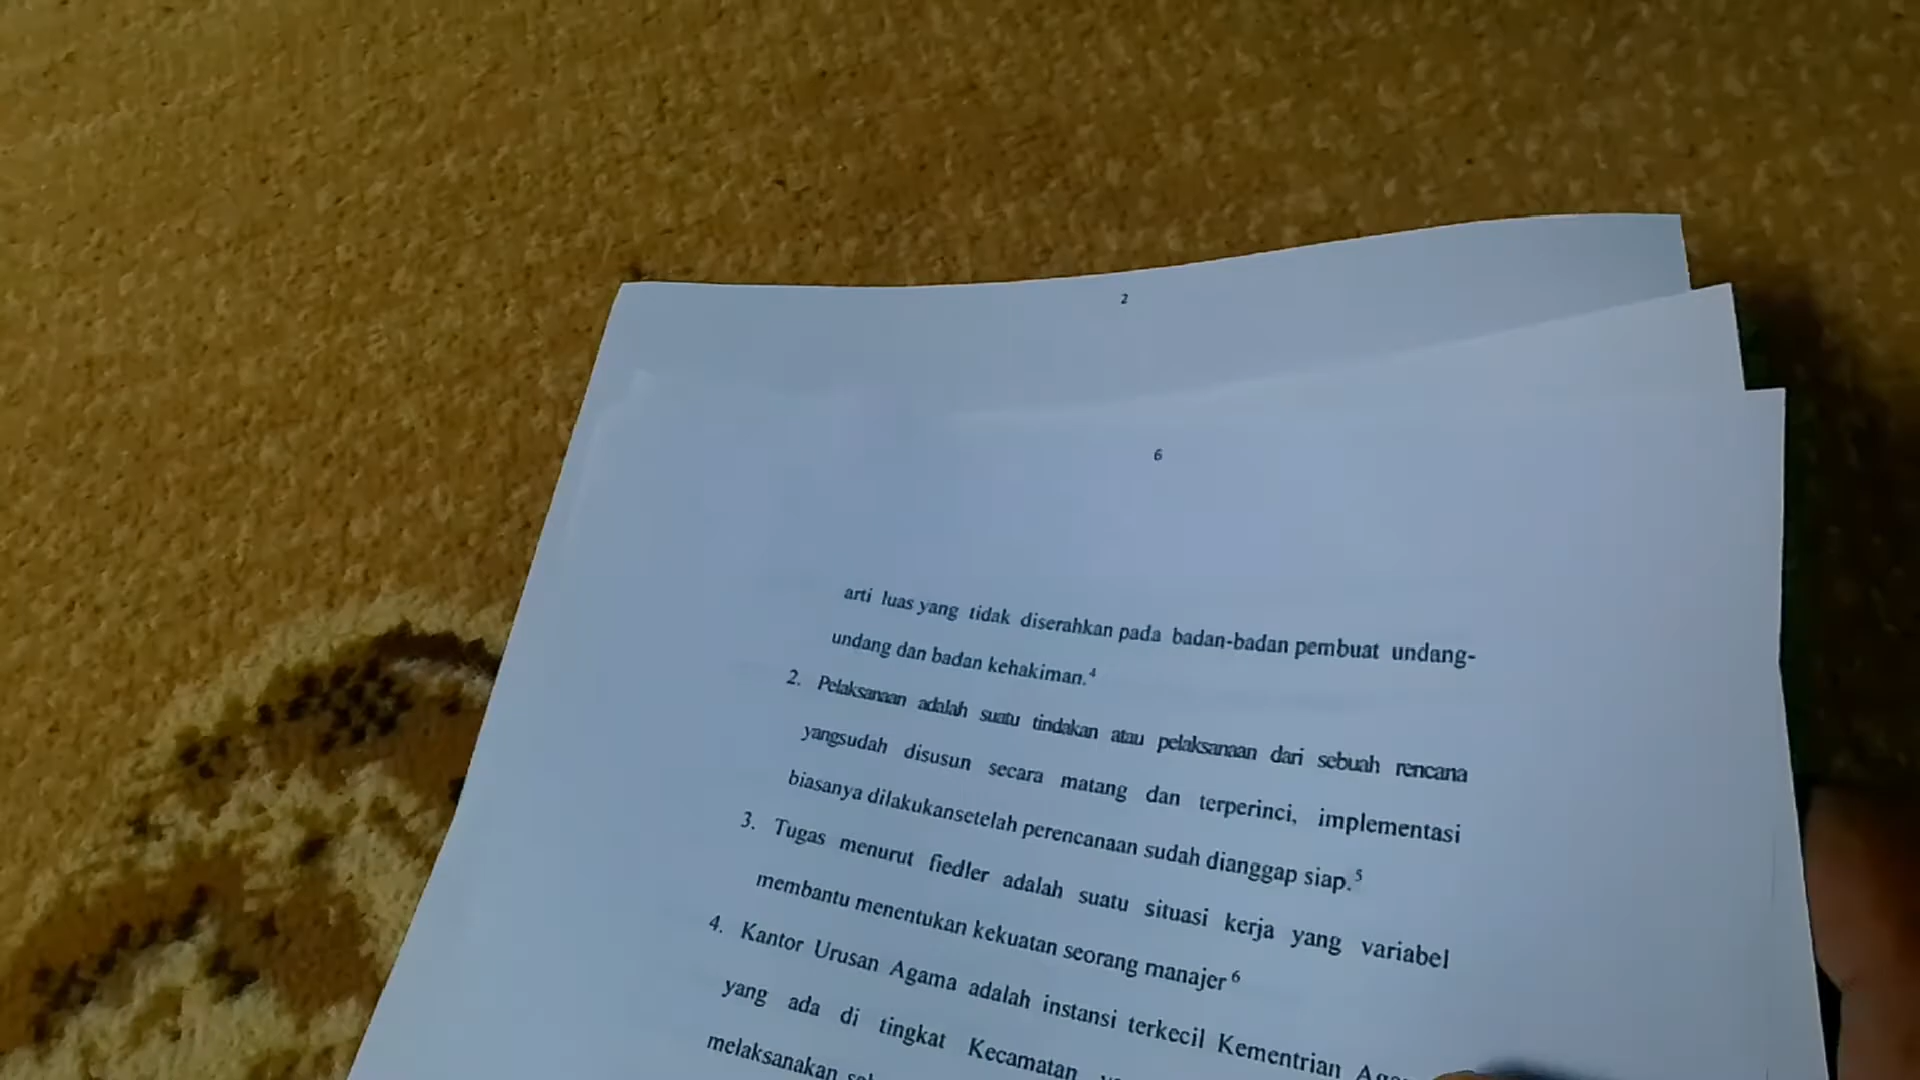 2
6
arti luas yang tidak diserahkan pada badan-badan pembuat undang-
undang dan badan kehakiman.⁴
2. Pelaksanaan adalah suatu tindakan atau pelaksanaan dari sebuah rencana
yangsudah disusun secara matang dan terperinci, implementasi
biasanya dilakukansetelah perencanaan sudah dianggap siap.⁵
3. Tugas menurut fiedler adalah suatu situasi kerja yang variabel
membantu menentukan kekuatan seorang manajer ⁶
4. Kantor Urusan Agama adalah instansi terkecil Kementrian
yang ada di tingkat Kecamatan
melaksanakan